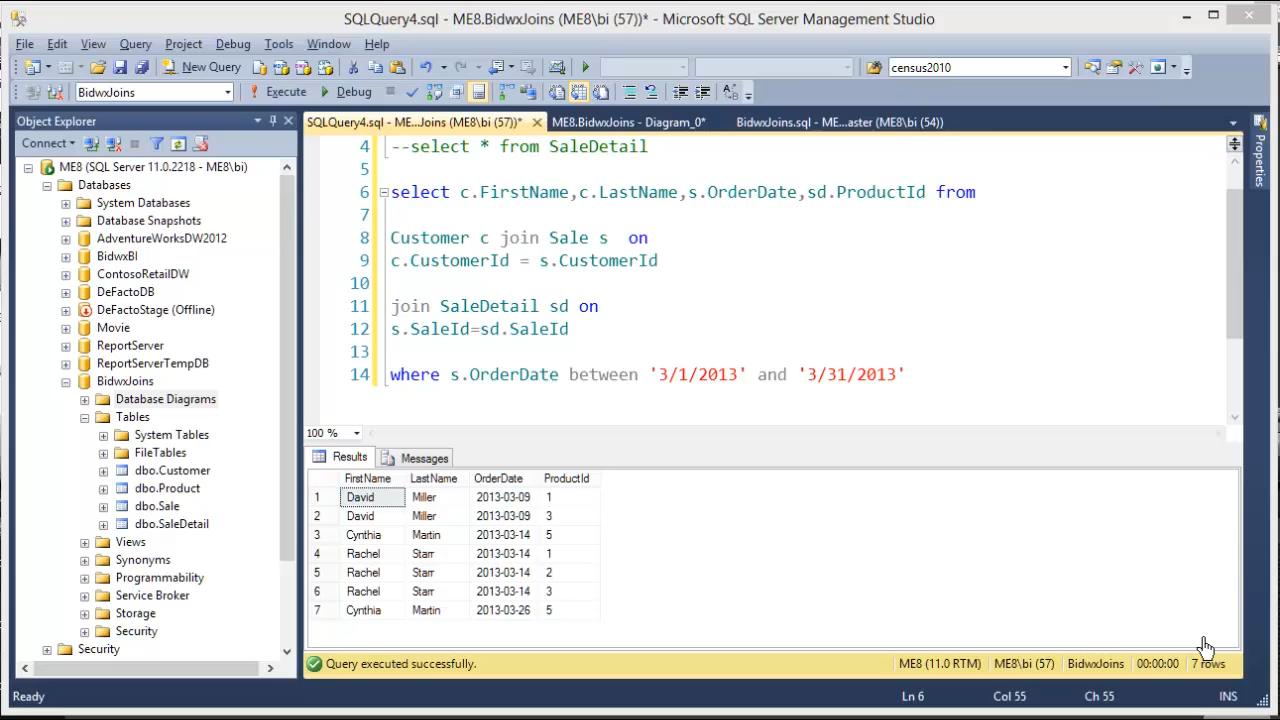 SQLQuery4.sql - ME8.BidwxJoins (ME8\bi (57))* - Microsoft SQL Server Management Studio
File Edit View Query Project Debug Tools Window Help
New Query census2010
BidwxJoins Execute Debug
Object Explorer
Connect
ME8 (SQL Server 11.0.2218 - ME8\bi)
Databases
System Databases
Database Snapshots
AdventureWorksDW2012
BidwxBI
ContosoRetailDW
DeFactoDB
DeFactoStage (Offline)
Movie
ReportServer
ReportServerTempDB
BidwxJoins
Database Diagrams
Tables
System Tables
FileTables
dbo.Customer
dbo.Product
dbo.Sale
dbo.SaleDetail
Views
Synonyms
Programmability
Service Broker
Storage
Security
Security
SQLQuery4.sql - ME...Joins (ME8\bi (57))* ME8.BidwxJoins - Diagram_0* BidwxJoins.sql - ME...aster (ME8\bi (54))
4 --select * from SaleDetail
5
6 select c.FirstName,c.LastName,s.OrderDate,sd.ProductId from
7
8 Customer c join Sale s  on
9 c.CustomerId = s.CustomerId
10
11 join SaleDetail sd on
12 s.SaleId=sd.SaleId
13
14 where s.OrderDate between '3/1/2013' and '3/31/2013'
100 %
Results Messages
FirstName LastName OrderDate ProductId
1 David Miller 2013-03-09 1
2 David Miller 2013-03-09 3
3 Cynthia Martin 2013-03-14 5
4 Rachel Starr 2013-03-14 1
5 Rachel Starr 2013-03-14 2
6 Rachel Starr 2013-03-14 3
7 Cynthia Martin 2013-03-26 5
Query executed successfully. ME8 (11.0 RTM) ME8\bi (57) BidwxJoins 00:00:00 7 rows
Properties
Ready Ln 6 Col 55 Ch 55 INS